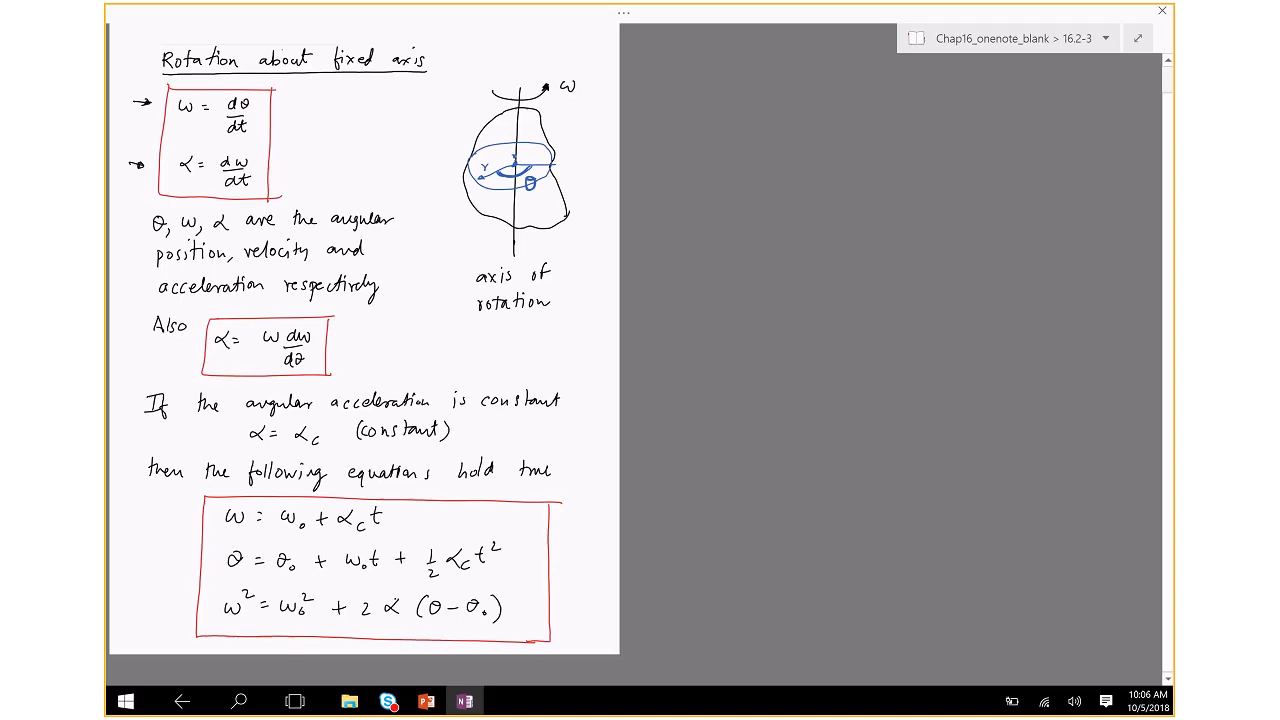 Chap16_onenote_blank > 16.2-3
Rotation about fixed axis
ω = dθ/dt
α = dω/dt
ω
r
θ
axis of
rotation
θ, ω, α are the angular
position, velocity and
acceleration respectivly
Also
α = ω dω/dθ
If the angular acceleration is constant
α = αc (constant)
then the following equations hold true
ω = ω₀ + αc t
θ = θ₀ + ω₀t + 1/2 αc t²
ω² = ω₀² + 2 α (θ - θ₀)
10:06 AM
10/5/2018